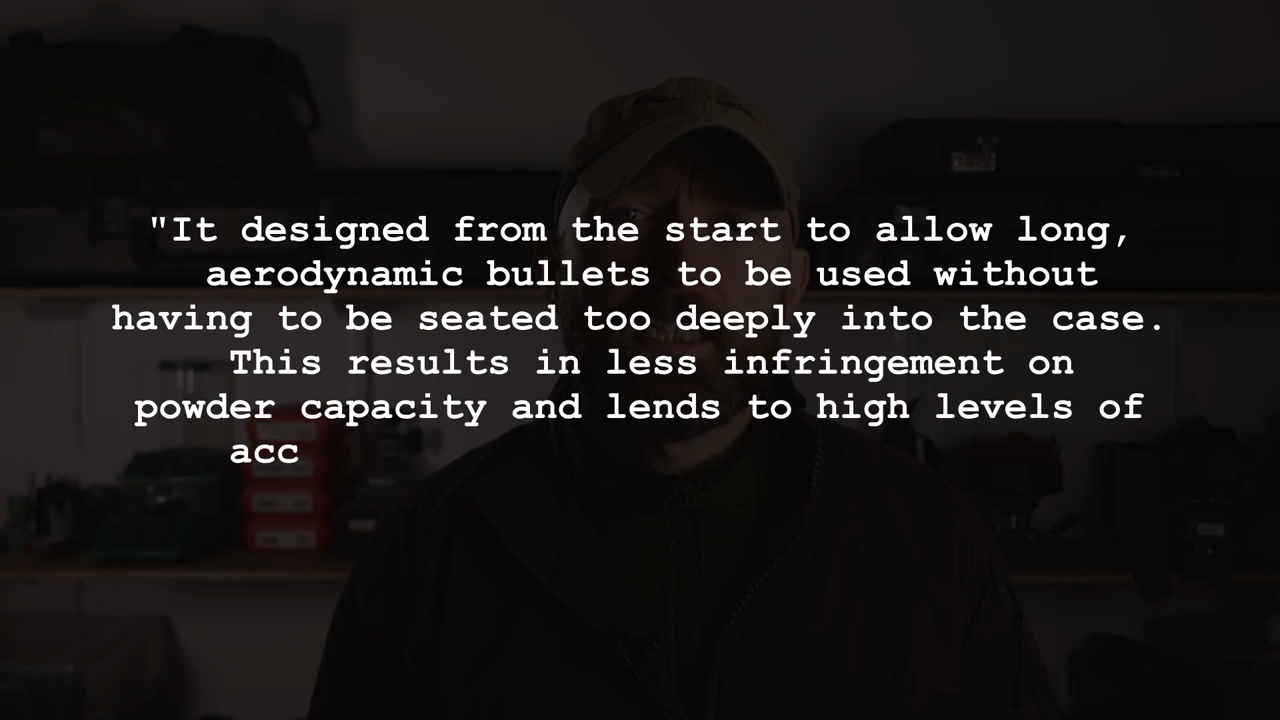 "It designed from the start to allow long,
aerodynamic bullets to be used without
having to be seated too deeply into the case.
This results in less infringement on
powder capacity and lends to high levels of
acc